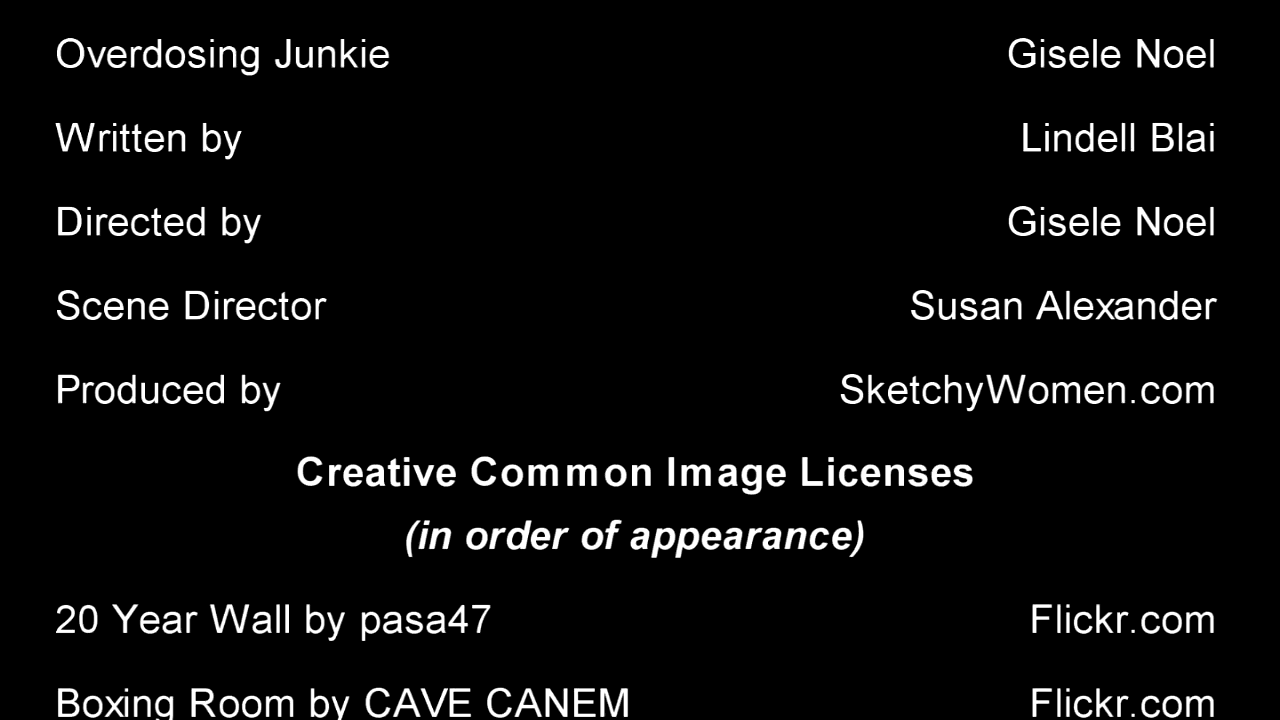 Overdosing Junkie Gisele Noel
Written by Lindell Blai
Directed by Gisele Noel
Scene Director Susan Alexander
Produced by SketchyWomen.com
Creative Common Image Licenses
(in order of appearance)
20 Year Wall by pasa47 Flickr.com
Boxing Room by CAVE CANEM Flickr.com